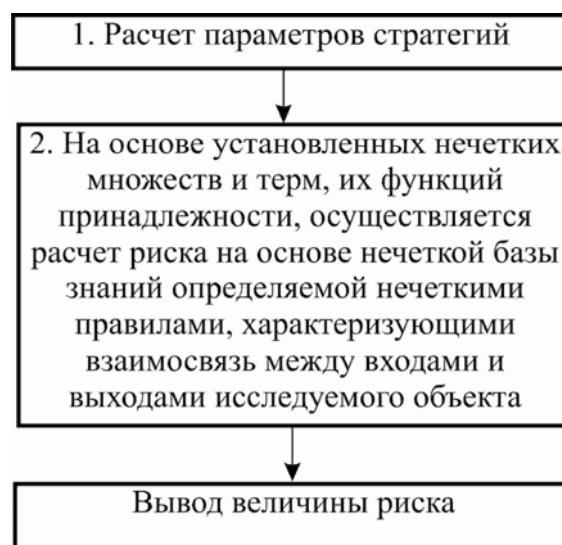 1. Расчет параметров стратегий
2. На основе установленных нечетких
множеств и терм, их функций
принадлежности, осуществляется
расчет риска на основе нечеткой базы
знаний определяемой нечеткими
правилами, характеризующими
взаимосвязь между входами и
выходами исследуемого объекта
Вывод величины риска